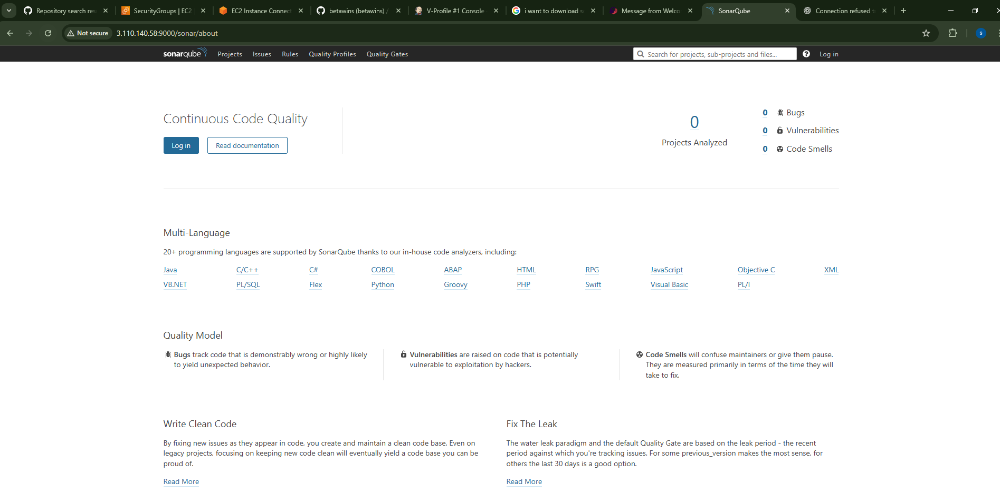 Repository search res
SecurityGroups | EC2
EC2 Instance Connect
betawins (betawins) /
V-Profile #1 Console
i want to download s
Message from Welco
SonarQube
Connection refused t
Not secure
3.110.140.58:9000/sonar/about
s
sonarqube
Projects
Issues
Rules
Quality Profiles
Quality Gates
Search for projects, sub-projects and files...
Log in
Continuous Code Quality
Log in
Read documentation
0
Projects Analyzed
0 Bugs
0 Vulnerabilities
0 Code Smells
Multi-Language
20+ programming languages are supported by SonarQube thanks to our in-house code analyzers, including:
Java C/C++ C# COBOL ABAP HTML RPG JavaScript Objective C XML
VB.NET PL/SQL Flex Python Groovy PHP Swift Visual Basic PL/I
Quality Model
Bugs track code that is demonstrably wrong or highly likely
to yield unexpected behavior.
Vulnerabilities are raised on code that is potentially
vulnerable to exploitation by hackers.
Code Smells will confuse maintainers or give them pause.
They are measured primarily in terms of the time they will
take to fix.
Write Clean Code
By fixing new issues as they appear in code, you create and maintain a clean code base. Even on
legacy projects, focusing on keeping new code clean will eventually yield a code base you can be
proud of.
Read More
Fix The Leak
The water leak paradigm and the default Quality Gate are based on the leak period - the recent
period against which you're tracking issues. For some previous_version makes the most sense, for
others the last 30 days is a good option.
Read More